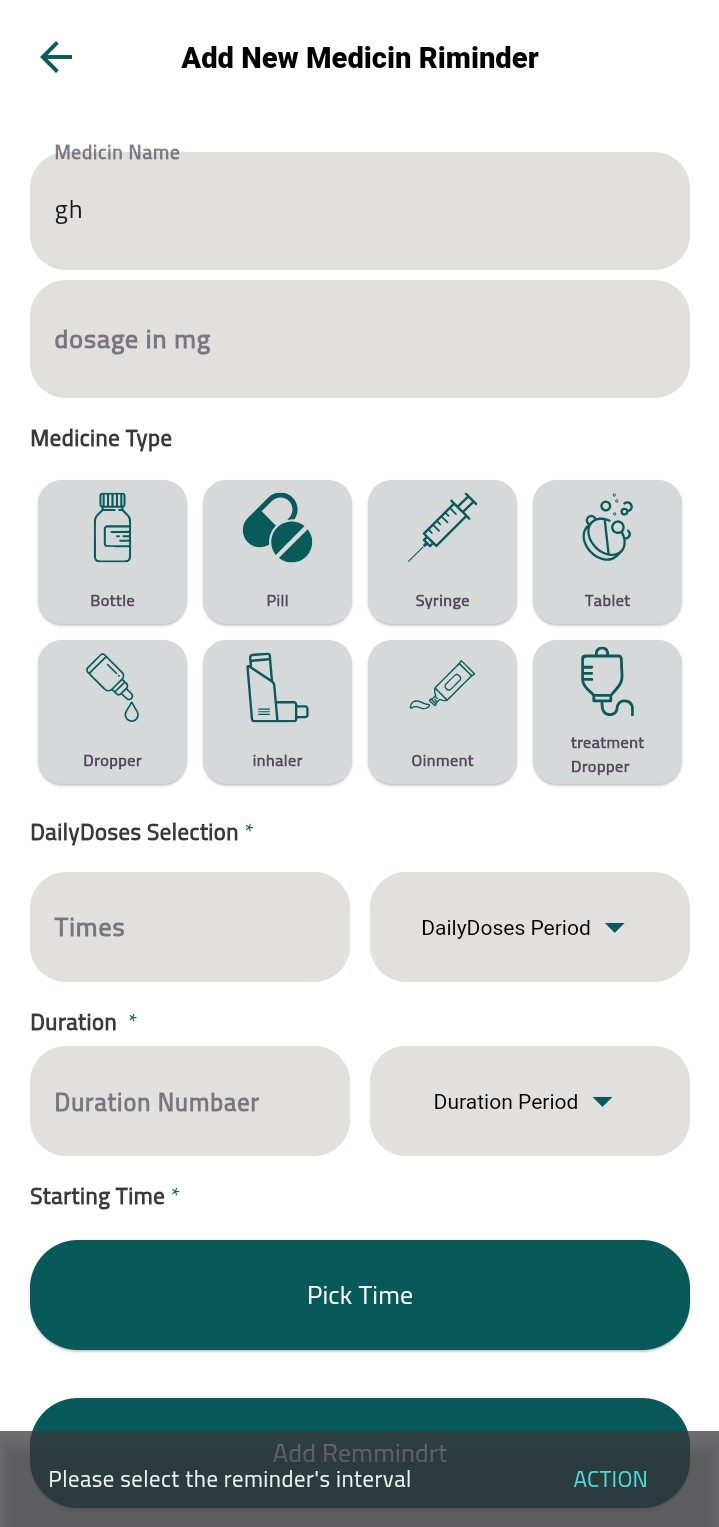 Add New Medicin Riminder
Medicin Name
gh
dosage in mg
Medicine Type
Bottle
Pill
Syringe
Tablet
Dropper
inhaler
Oinment
treatment
Dropper
DailyDoses Selection *
Times
DailyDoses Period
Duration *
Duration Numbaer
Duration Period
Starting Time *
Pick Time
Add Remmindrt
Please select the reminder's interval
ACTION